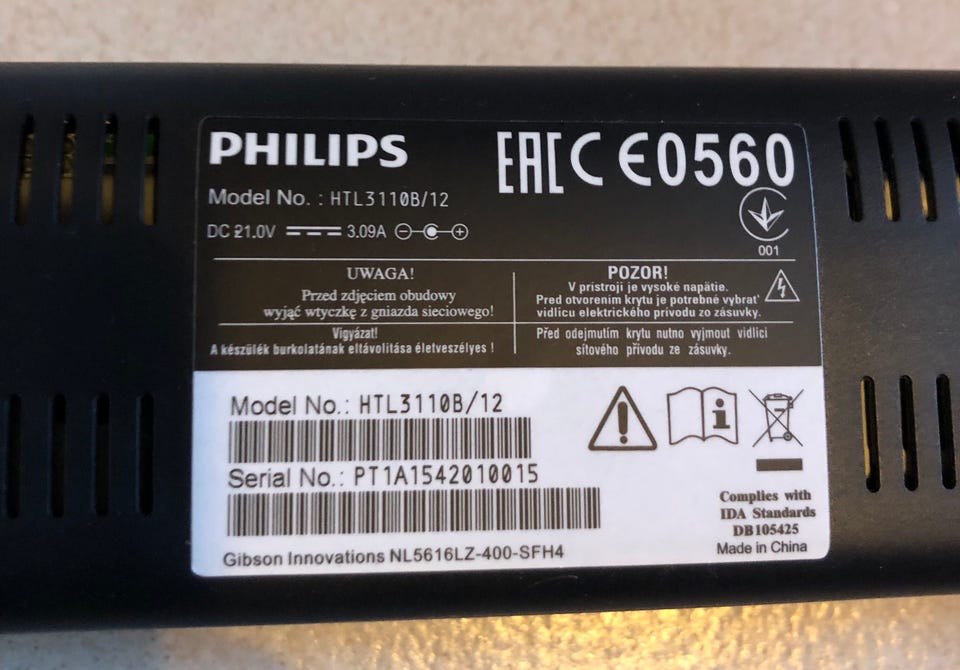 PHILIPS
EAC CE0560
Model No. : HTL3110B/12
DC 21.0V 3.09A
001
UWAGA!
Przed zdjęciem obudowy
wyjąć wtyczkę z gniazda sieciowego!
POZOR!
V prístroji je vysoké napätie.
Pred otvorením krytu je potrebné vybrať
vidlicu elektrického prívodu zo zásuvky.
Vigyázat!
A készülék burkolatának eltávolítása életveszélyes !
Před odejmutím krytu nutno vyjmout vidlici
síťového přívodu ze zásuvky.
Model No.: HTL3110B/12
Serial No.: PT1A1542010015
Gibson Innovations NL5616LZ-400-SFH4
Complies with
IDA Standards
DB105425
Made in China